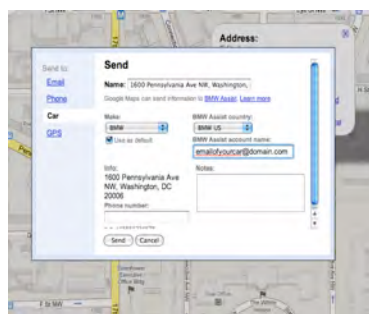 Address:
Send to:
Email
Phone
Car
GPS
Send
Name: 1600 Pennsylvania Ave NW, Washington,
Google Maps can send information to BMW Assist. Learn more
Make:
BMW
Use as default
BMW Assist country:
BMW US
BMW Assist account name:
emailofyourcar@domain.com
Info:
1600 Pennsylvania Ave
NW, Washington, DC
20006
Phone number:
Notes:
Send
Cancel